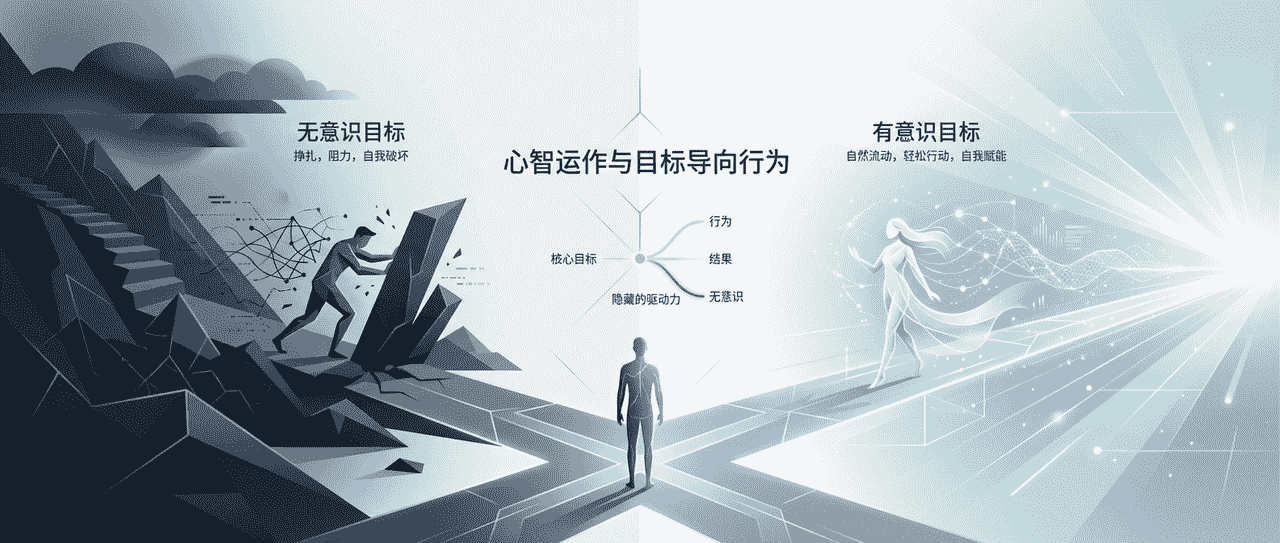 无意识目标
挣扎，阻力，自我破坏
心智运作与目标导向行为
有意识目标
自然流动，轻松行动，自我赋能
行为
核心目标
结果
隐藏的驱动力
无意识